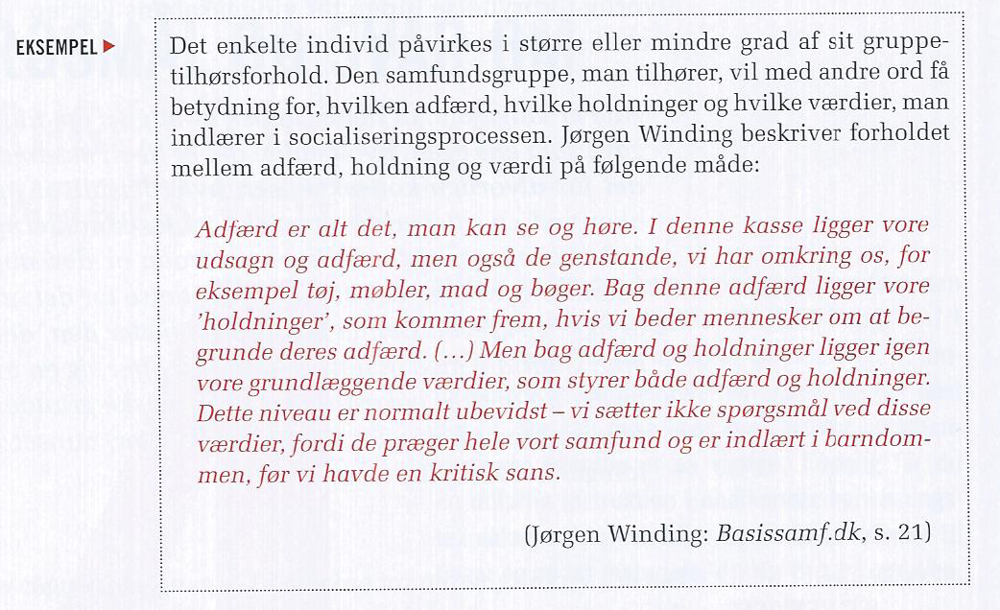 EKSEMPEL ▶
Det enkelte individ påvirkes i større eller mindre grad af sit gruppe-
tilhørsforhold. Den samfundsgruppe, man tilhører, vil med andre ord få
betydning for, hvilken adfærd, hvilke holdninger og hvilke værdier, man
indlærer i socialiseringsprocessen. Jørgen Winding beskriver forholdet
mellem adfærd, holdning og værdi på følgende måde:
Adfærd er alt det, man kan se og høre. I denne kasse ligger vore
udsagn og adfærd, men også de genstande, vi har omkring os, for
eksempel tøj, møbler, mad og bøger. Bag denne adfærd ligger vore
’holdninger’, som kommer frem, hvis vi beder mennesker om at be-
grunde deres adfærd. (…) Men bag adfærd og holdninger ligger igen
vore grundlæggende værdier, som styrer både adfærd og holdninger.
Dette niveau er normalt ubevidst – vi sætter ikke spørgsmål ved disse
værdier, fordi de præger hele vort samfund og er indlært i barndom-
men, før vi havde en kritisk sans.
(Jørgen Winding: Basissamf.dk, s. 21)